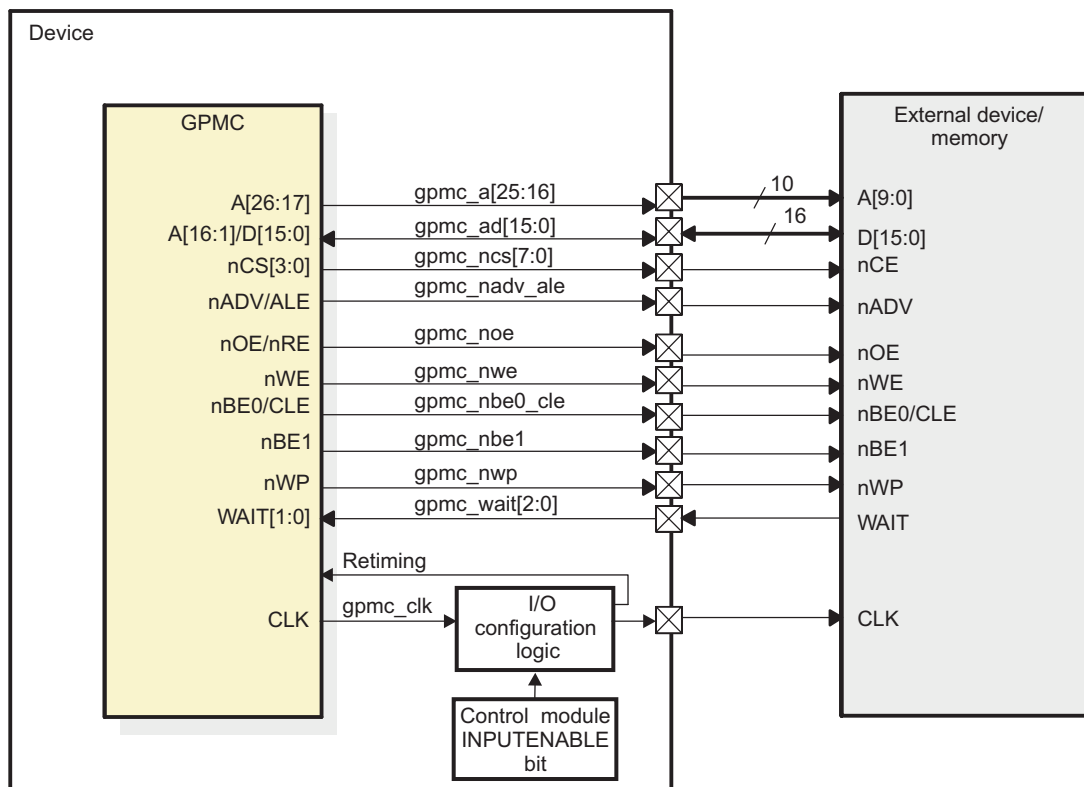 Device
GPMC
External device/
memory
A[26:17]
gpmc_a[25:16]
10
A[9:0]
A[16:1]/D[15:0]
gpmc_ad[15:0]
16
D[15:0]
nCS[3:0]
gpmc_ncs[7:0]
nCE
nADV/ALE
gpmc_nadv_ale
nADV
nOE/nRE
gpmc_noe
nOE
nWE
gpmc_nwe
nWE
nBE0/CLE
gpmc_nbe0_cle
nBE0/CLE
nBE1
gpmc_nbe1
nBE1
nWP
gpmc_nwp
nWP
WAIT[1:0]
gpmc_wait[2:0]
WAIT
Retiming
CLK
gpmc_clk
I/O
configuration
logic
CLK
Control module
INPUTENABLE
bit